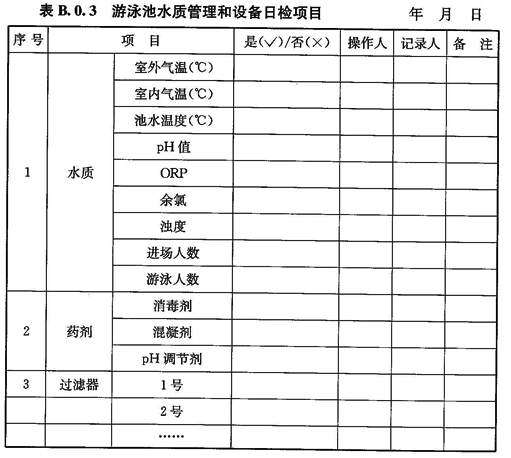 表 B.0.3 游泳池水质管理和设备日检项目 年 月 日
序号 项目 是(√)/否(×) 操作人 记录人 备注
1 水质 室外气温(℃)
室内气温(℃)
池水温度(℃)
pH 值
ORP
余氯
浊度
进场人数
游泳人数
2 药剂 消毒剂
混凝剂
pH 调节剂
3 过滤器 1号
2号
……